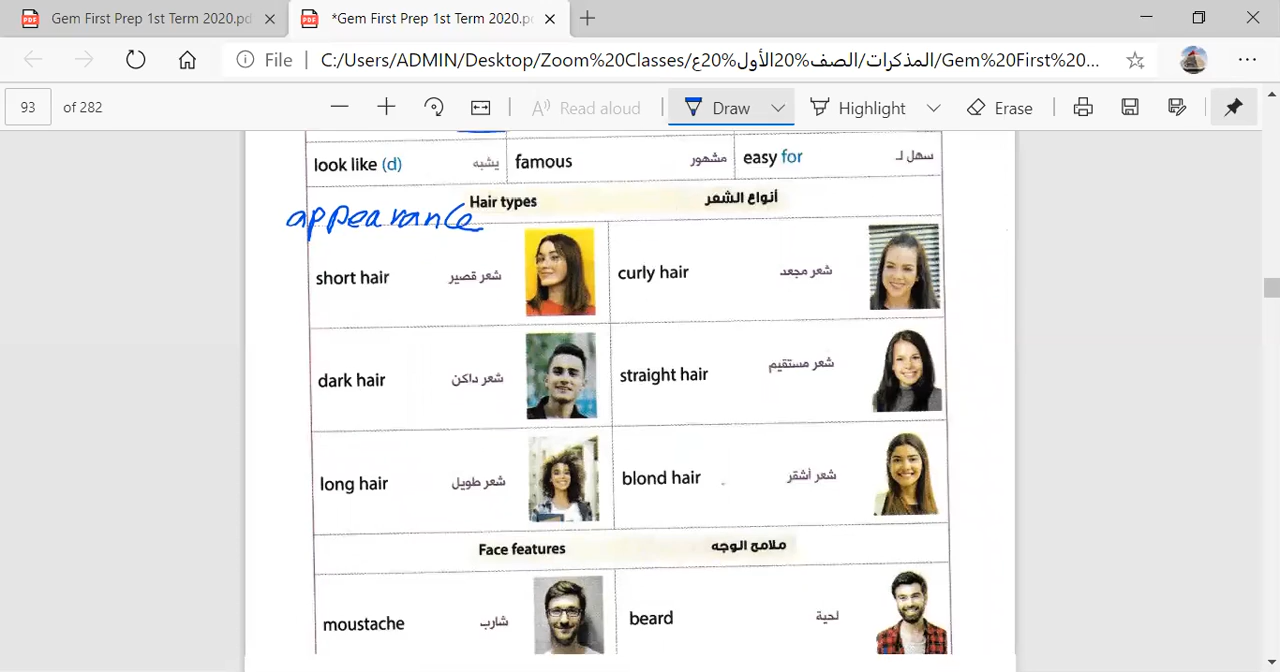 Gem First Prep 1st Term 2020.pd
*Gem First Prep 1st Term 2020.p
File
C:/Users/ADMIN/Desktop/Zoom%20Classes/المذكرات/الصف%20الأول%20ع/Gem%20First%20...
93 of 282
Read aloud
Draw
Highlight
Erase
look like (d) يشبه famous مشهور easy for سهل لـ
Hair types أنواع الشعر
appearance
short hair شعر قصير curly hair شعر مجعد
dark hair شعر داكن straight hair شعر مستقيم
long hair شعر طويل blond hair شعر أشقر
Face features ملامح الوجه
moustache شارب beard لحية